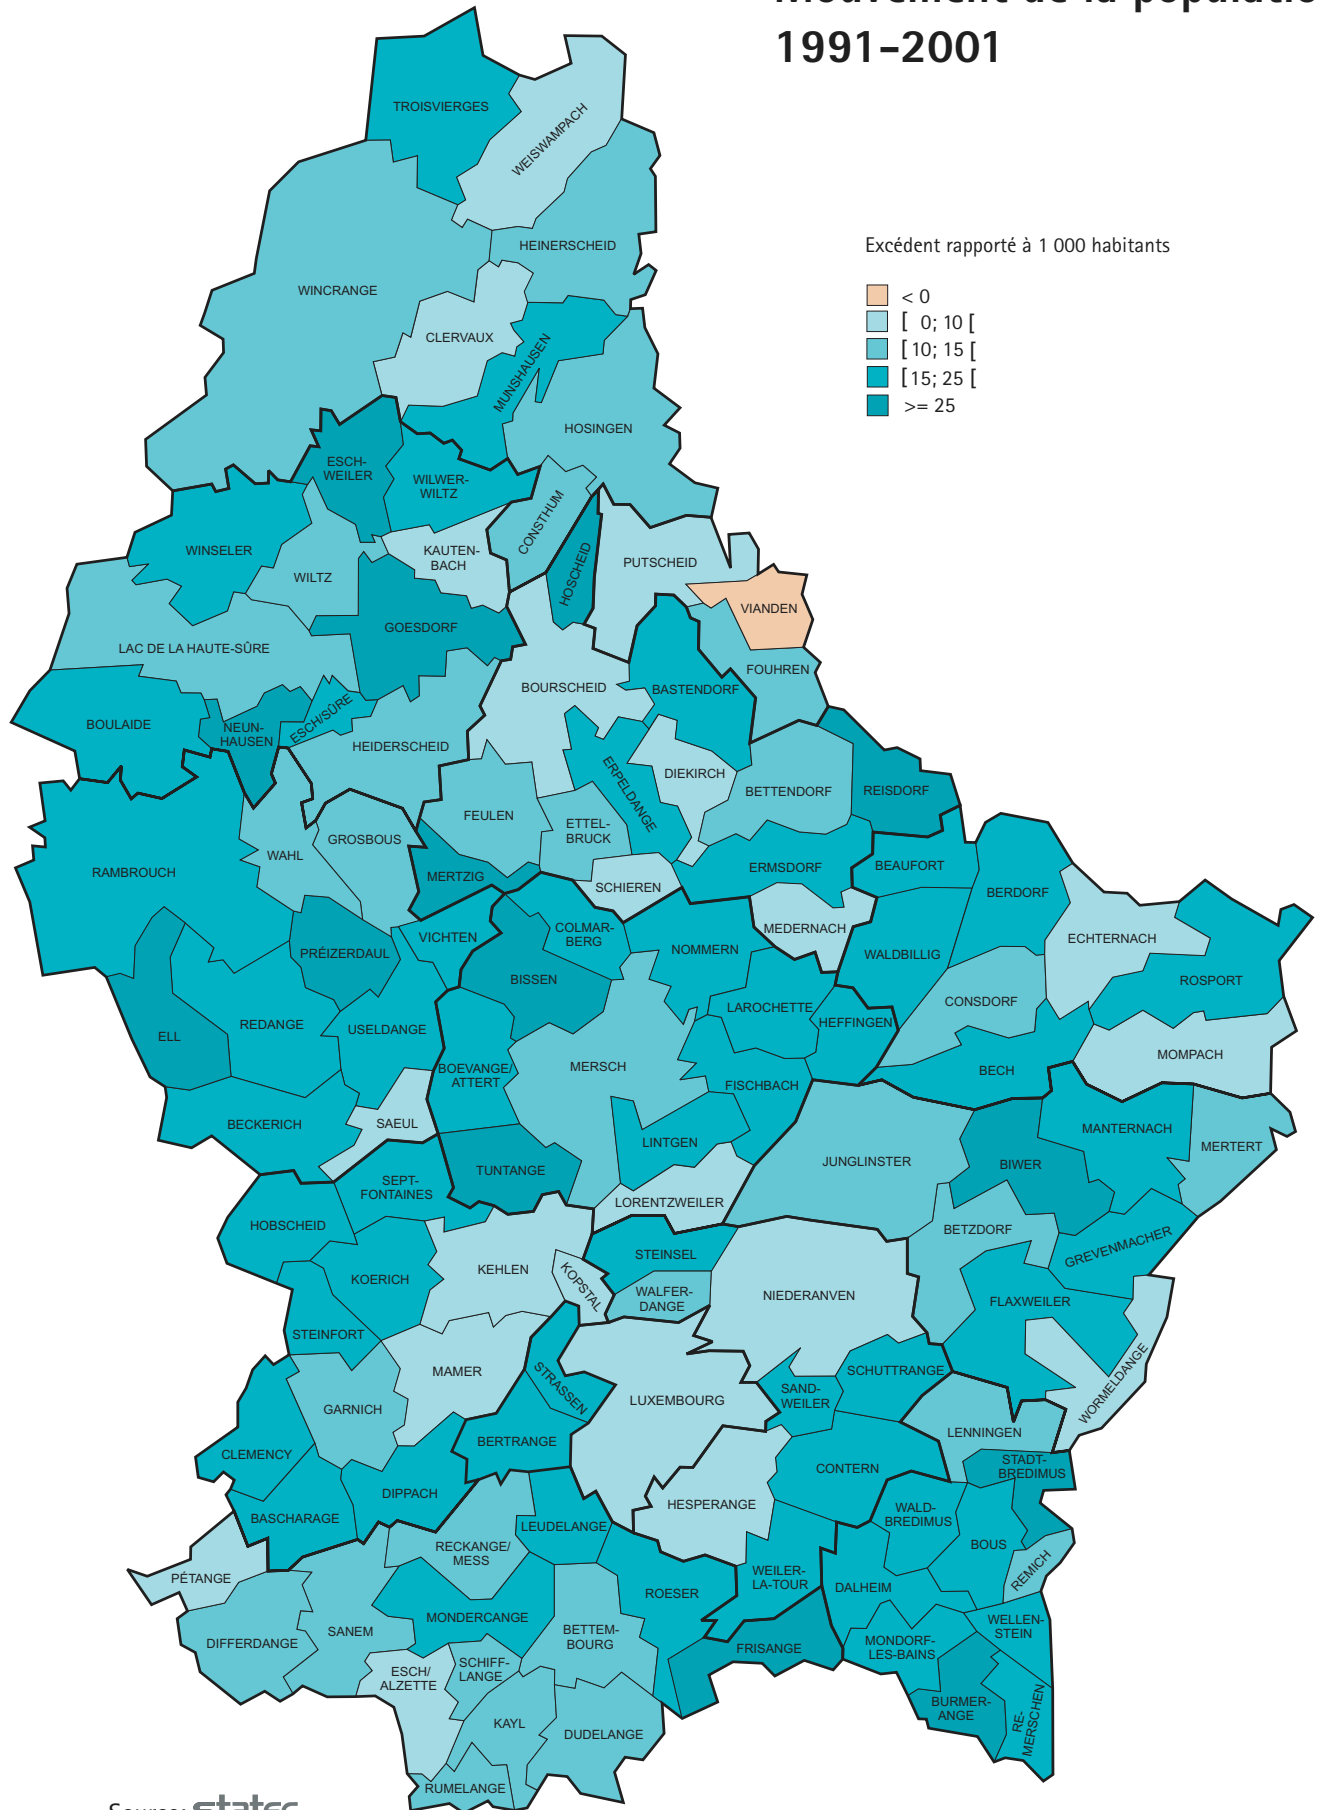 Mouvement de la populatio
1991–2001
TROISVIERGES
WEISWAMPACH
HEINERSCHEID
Excédent rapporté à 1 000 habitants
< 0
[ 0; 10 [
[10; 15 [
[15; 25 [
>= 25
WINCRANGE
CLERVAUX
MUNSHAUSEN
HOSINGEN
ESCH-
WEILER
WILWER-
WILTZ
CONSTHUM
WINSELER
WILTZ
KAUTEN-
BACH
HOSCHEID
PUTSCHEID
VIANDEN
GOESDORF
LAC DE LA HAUTE-SÛRE
FOUHREN
BOURSCHEID
BASTENDORF
BOULAIDE
NEUN-
HAUSEN
ESCH/SÛRE
HEIDERSCHEID
ERPELDANGE
DIEKIRCH
BETTENDORF
REISDORF
FEULEN
ETTEL-
BRUCK
GROSBOUS
WAHL
RAMBROUCH
MERTZIG
SCHIEREN
ERMSDORF
BEAUFORT
BERDORF
VICHTEN
COLMAR-
BERG
MEDERNACH
ECHTERNACH
NOMMERN
WALDBILLIG
PRÉIZERDAUL
BISSEN
ROSPORT
CONSDORF
LAROCHETTE
HEFFINGEN
ELL
REDANGE
USELDANGE
MOMPACH
BOEVANGE/
ATTERT
MERSCH
BECH
FISCHBACH
BECKERICH
SAEUL
LINTGEN
MANTERNACH
MERTERT
JUNGLINSTER
BIWER
TUNTANGE
SEPT-
FONTAINES
LORENTZWEILER
HOBSCHEID
BETZDORF
GREVENMACHER
STEINSEL
KEHLEN
KOPSTAL
KOERICH
WALFER-
DANGE
NIEDERANVEN
FLAXWEILER
STEINFORT
MAMER
STRASSEN
SCHUTTRANGE
WORMELDANGE
SAND-
WEILER
LUXEMBOURG
GARNICH
LENNINGEN
CLEMENCY
BERTRANGE
STADT-
BREDIMUS
CONTERN
DIPPACH
HESPERANGE
WALD-
BREDIMUS
BASCHARAGE
LEUDELANGE
RECKANGE/
MESS
BOUS
REMICH
PÉTANGE
WEILER-
LA-TOUR
DALHEIM
ROESER
MONDERCANGE
WELLEN-
STEIN
DIFFERDANGE
SANEM
BETTEM-
BOURG
FRISANGE
MONDORF-
LES-BAINS
ESCH/
ALZETTE
SCHIFF-
LANGE
BURMER-
ANGE
RE-
MERSCHEN
KAYL
DUDELANGE
RUMELANGE
Source: statec